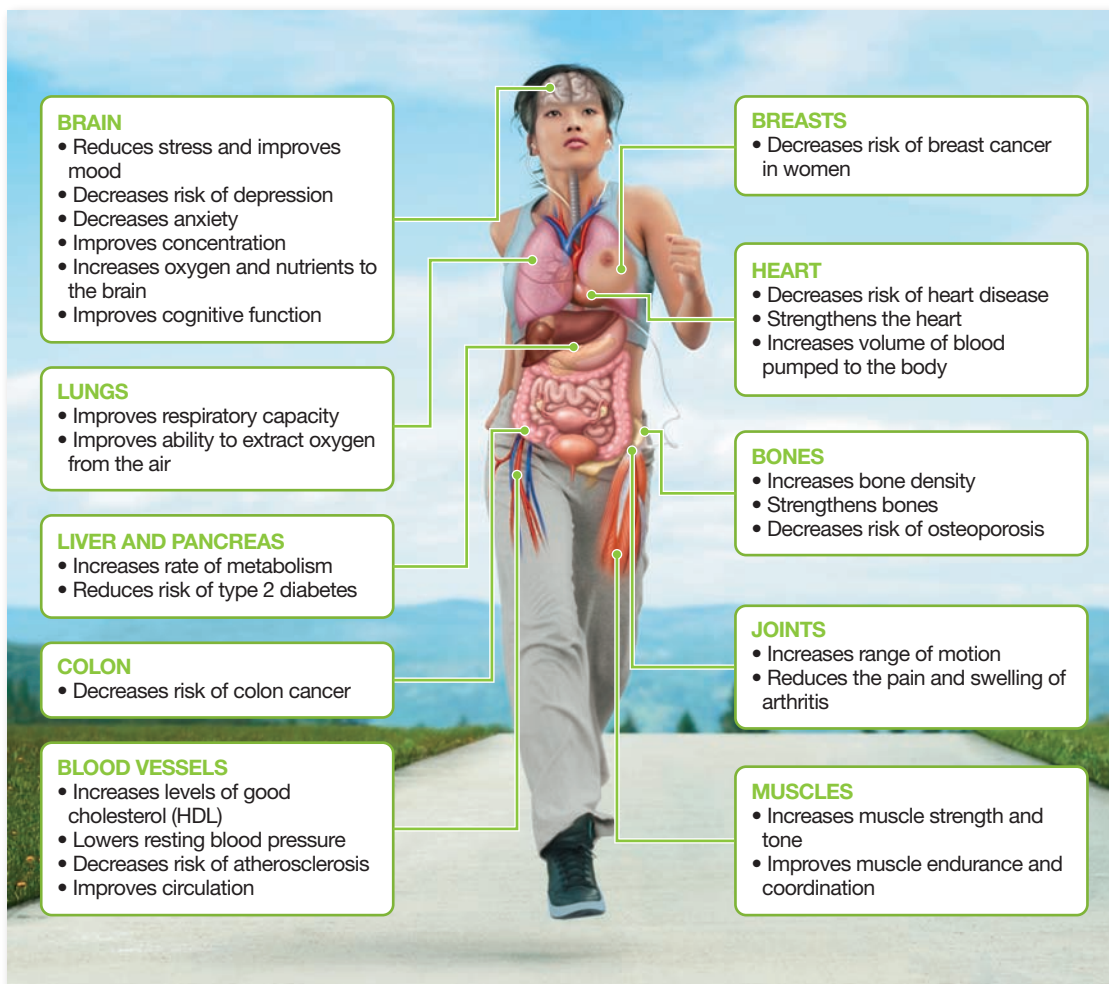 BRAIN
• Reduces stress and improves
mood
• Decreases risk of depression
• Decreases anxiety
• Improves concentration
• Increases oxygen and nutrients to
the brain
• Improves cognitive function
LUNGS
• Improves respiratory capacity
• Improves ability to extract oxygen
from the air
LIVER AND PANCREAS
• Increases rate of metabolism
• Reduces risk of type 2 diabetes
COLON
• Decreases risk of colon cancer
BLOOD VESSELS
• Increases levels of good
cholesterol (HDL)
• Lowers resting blood pressure
• Decreases risk of atherosclerosis
• Improves circulation
BREASTS
• Decreases risk of breast cancer
in women
HEART
• Decreases risk of heart disease
• Strengthens the heart
• Increases volume of blood
pumped to the body
BONES
• Increases bone density
• Strengthens bones
• Decreases risk of osteoporosis
JOINTS
• Increases range of motion
• Reduces the pain and swelling of
arthritis
MUSCLES
• Increases muscle strength and
tone
• Improves muscle endurance and
coordination